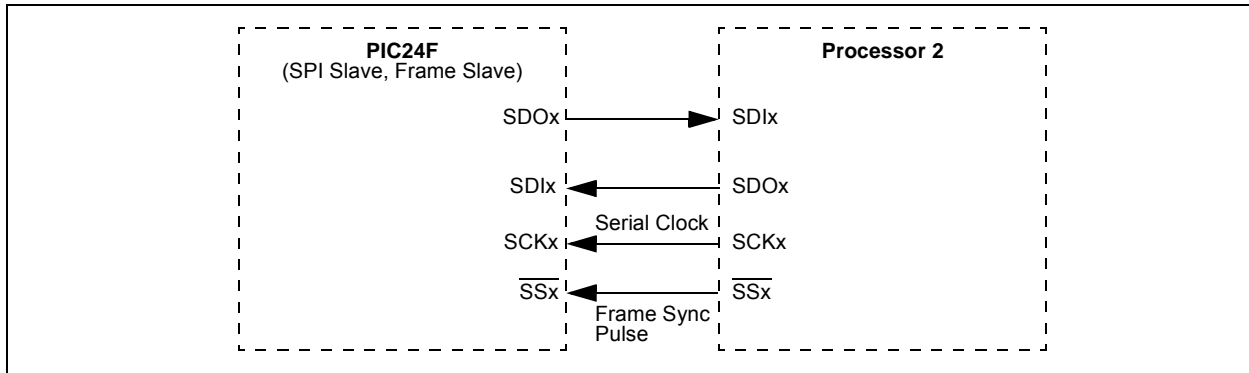 PIC24F
(SPI Slave, Frame Slave)
Processor 2
SDOx
SDIx
SDIx
SDOx
Serial Clock
SCKx
SCKx
SSx
SSx
Frame Sync
Pulse